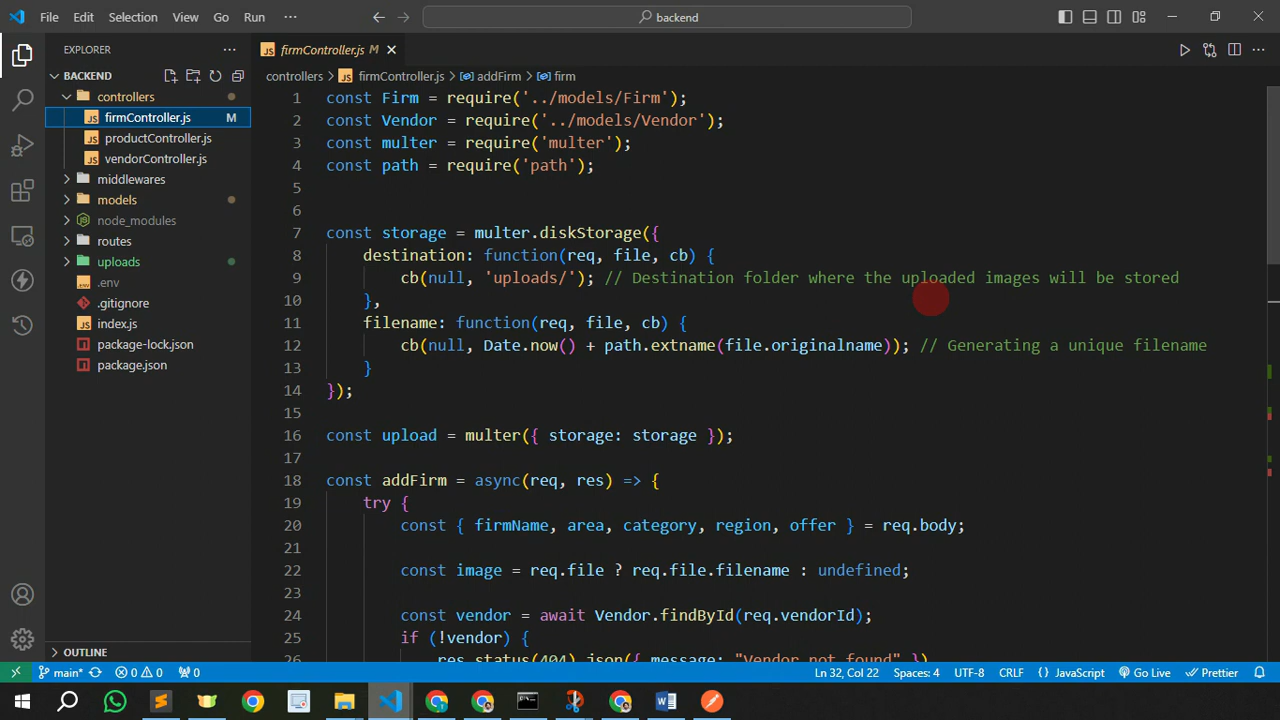 File Edit Selection View Go Run ··· backend
EXPLORER ···
firmController.js M
BACKEND
controllers
firmController.js M
productController.js
vendorController.js
middlewares
models
node_modules
routes
uploads
.env
.gitignore
index.js
package-lock.json
package.json
OUTLINE
controllers > firmController.js > addFirm > firm
1 const Firm = require('../models/Firm');
2 const Vendor = require('../models/Vendor');
3 const multer = require('multer');
4 const path = require('path');
5
6
7 const storage = multer.diskStorage({
8 destination: function(req, file, cb) {
9 cb(null, 'uploads/'); // Destination folder where the uploaded images will be stored
10 },
11 filename: function(req, file, cb) {
12 cb(null, Date.now() + path.extname(file.originalname)); // Generating a unique filename
13 }
14 });
15
16 const upload = multer({ storage: storage });
17
18 const addFirm = async(req, res) => {
19 try {
20 const { firmName, area, category, region, offer } = req.body;
21
22 const image = req.file ? req.file.filename : undefined;
23
24 const vendor = await Vendor.findById(req.vendorId);
25 if (!vendor) {
26 res.status(404).json({ message: "Vendor not found" })
main* 0 0 0 Ln 32, Col 22 Spaces: 4 UTF-8 CRLF { } JavaScript Go Live Prettier